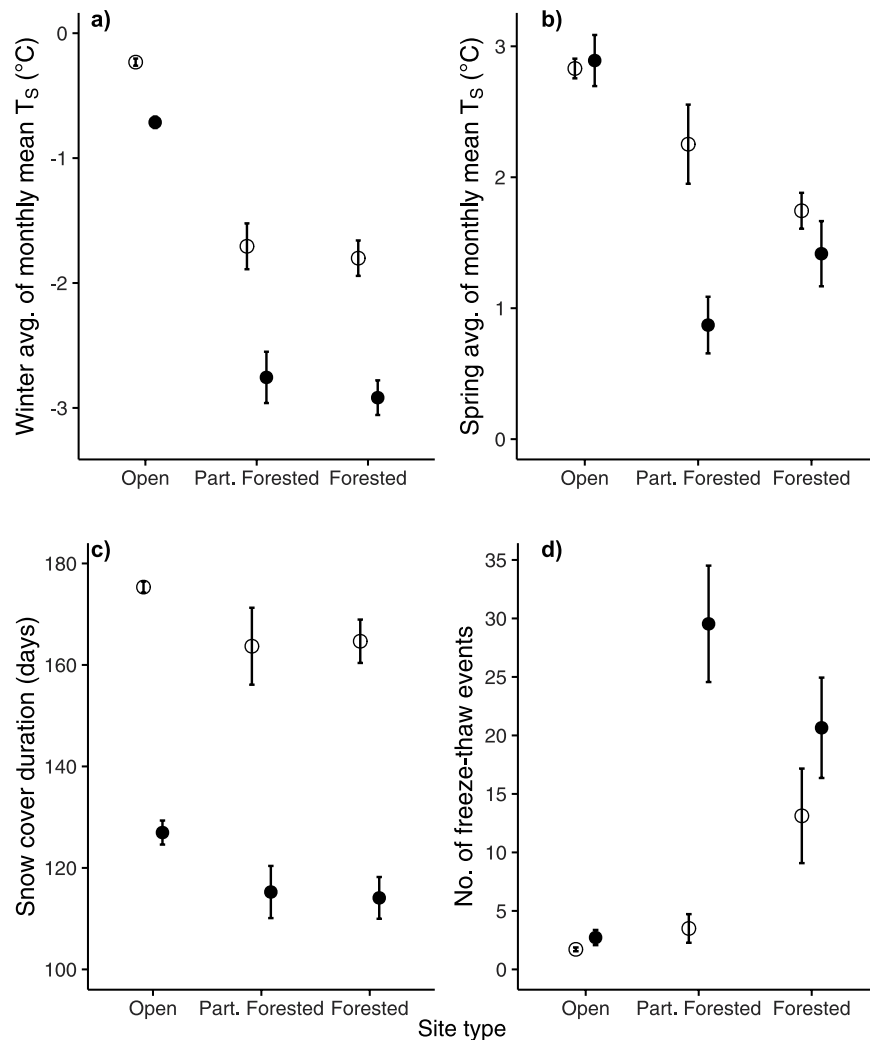 a)
Winter avg. of monthly mean TS (°C)
0
-1
-2
-3
Open Part. Forested Forested
b)
Spring avg. of monthly mean TS (°C)
3
2
1
0
Open Part. Forested Forested
c)
Snow cover duration (days)
180
160
140
120
100
Open Part. Forested Forested
d)
No. of freeze-thaw events
35
30
25
20
15
10
5
0
Open Part. Forested Forested
Site type